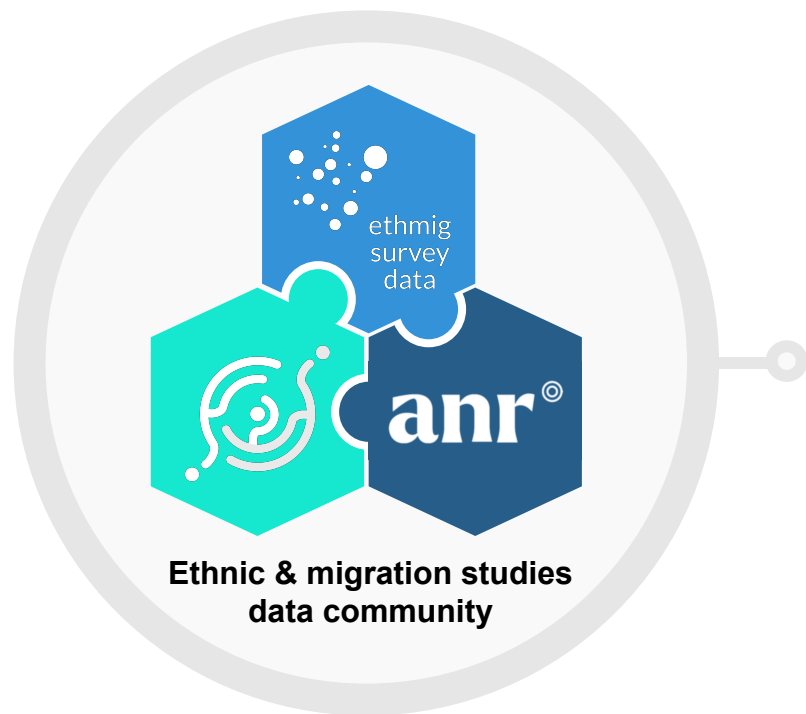 ethmig
survey
data
anr
Ethnic & migration studies
data community